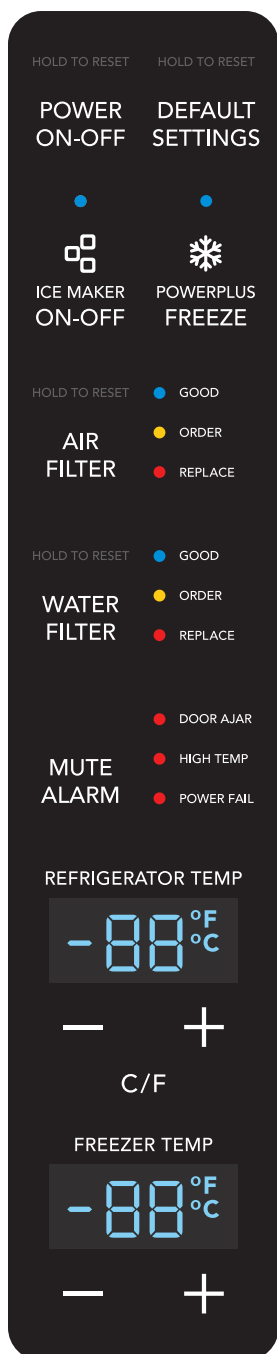 HOLD TO RESET HOLD TO RESET
POWER DEFAULT
ON-OFF SETTINGS
ICE MAKER POWERPLUS
ON-OFF FREEZE
HOLD TO RESET GOOD
AIR ORDER
FILTER REPLACE
HOLD TO RESET GOOD
WATER ORDER
FILTER REPLACE
DOOR AJAR
MUTE HIGH TEMP
ALARM POWER FAIL
REFRIGERATOR TEMP
-88 °F
°C
− +
C/F
FREEZER TEMP
-88 °F
°C
− +